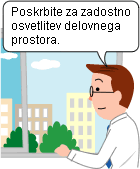 Poskrbite za zadostno
osvetlitev delovnega
prostora.